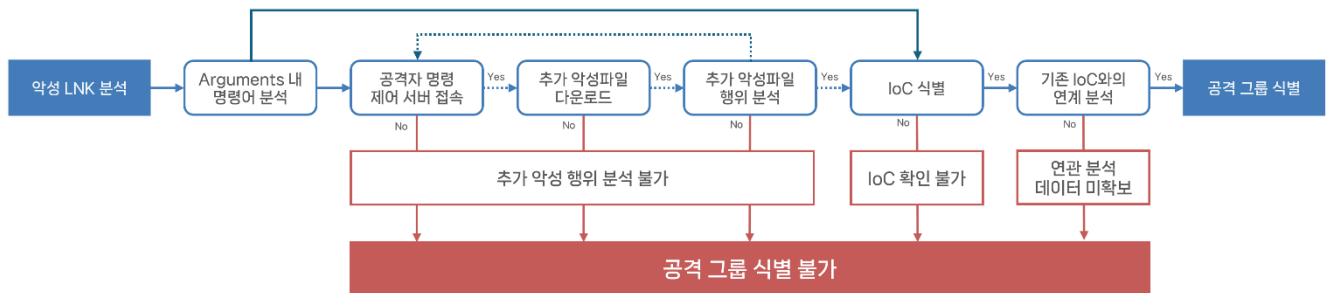 악성 LNK 분석
Arguments 내
명령어 분석
공격자 명령
제어 서버 접속
Yes
추가 악성파일
다운로드
Yes
추가 악성파일
행위 분석
Yes
IoC 식별
Yes
기존 IoC와의
연계 분석
Yes
공격 그룹 식별
No
No
No
No
No
추가 악성 행위 분석 불가
IoC 확인 불가
연관 분석
데이터 미확보
공격 그룹 식별 불가